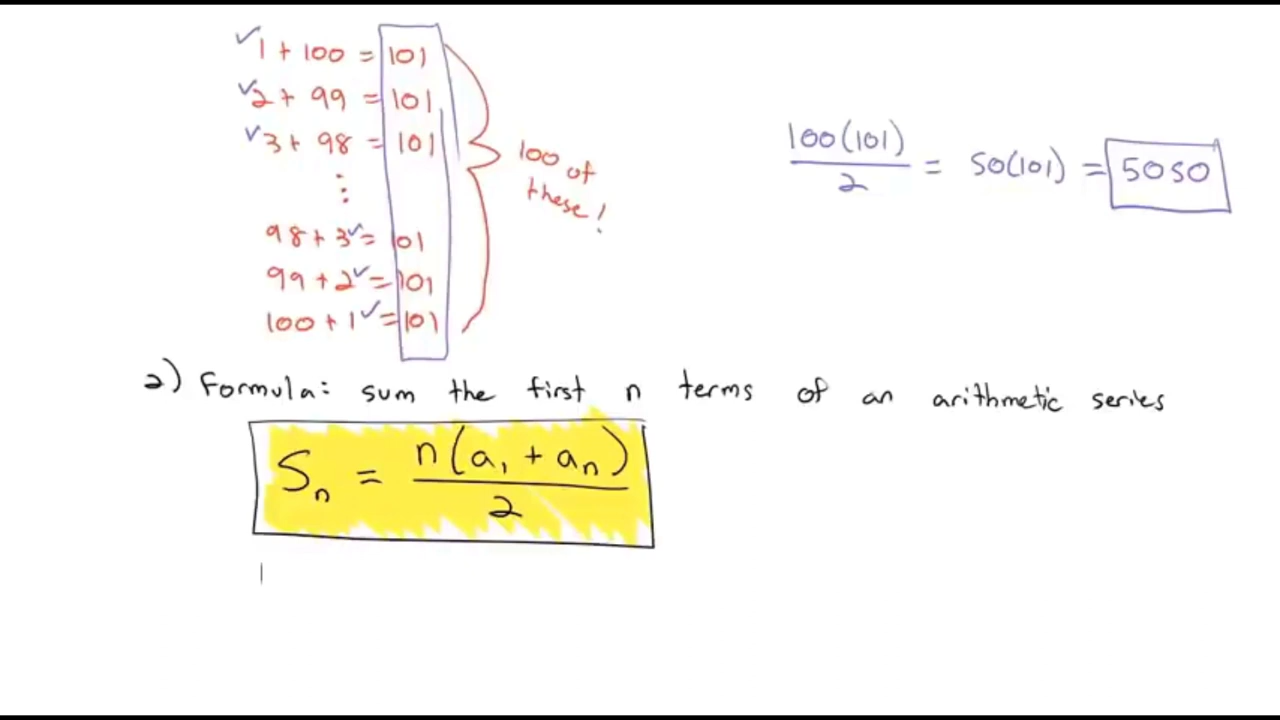 ✓1 + 100 = 101
✓2 + 99 = 101
✓3 + 98 = 101
⋮
98 + 3✓ = 101
99 + 2✓ = 101
100 + 1✓ = 101
100 of
these!
100(101)/2 = 50(101) = 5050
2) Formula: sum the first n terms of an arithmetic series
Sₙ = n(a₁ + aₙ)/2